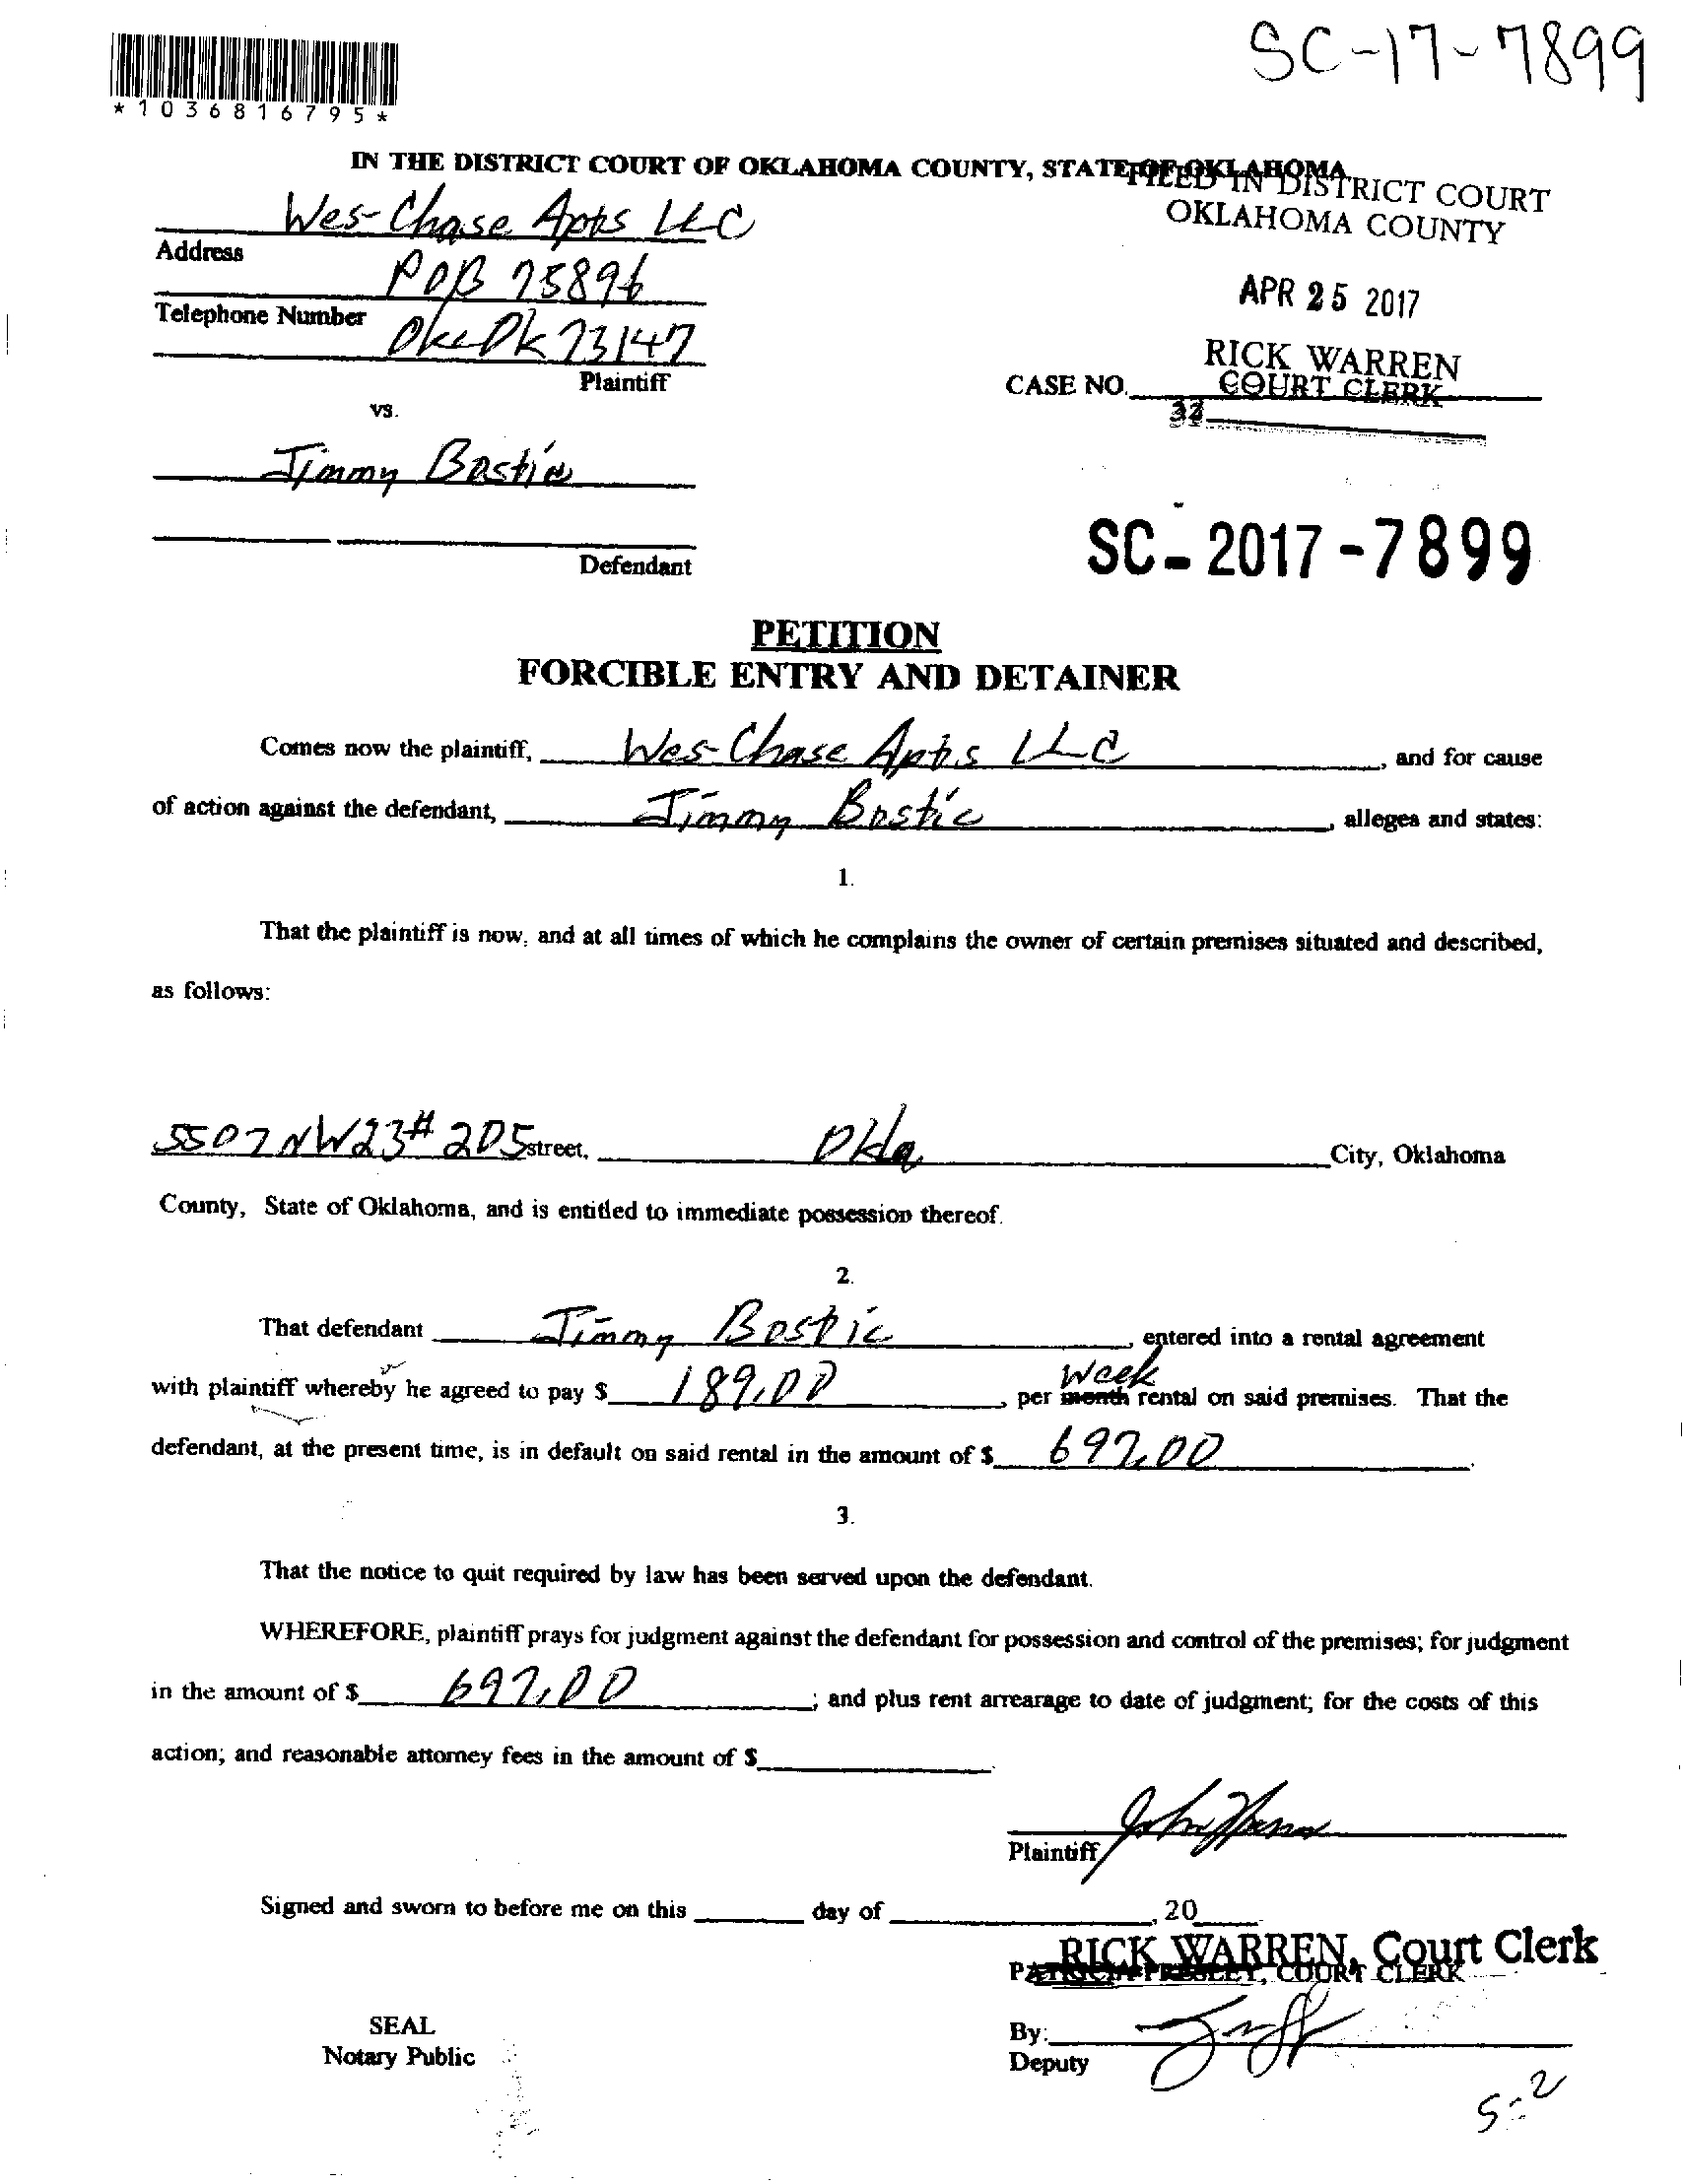 SC-17-7899
*1036816795*
IN THE DISTRICT COURT OF OKLAHOMA COUNTY, STATE OF OKLAHOMA
FILED IN DISTRICT COURT
OKLAHOMA COUNTY
Wes-Chase Apts LLC
Address
POB 75896
APR 25 2017
Telephone Number
Okc Ok 73147
RICK WARREN
COURT CLERK
Plaintiff
CASE NO.
vs.
Jimmy Bostic
SC-2017-7899
Defendant
PETITION
FORCIBLE ENTRY AND DETAINER
Comes now the plaintiff, Wes-Chase Apts LLC, and for cause
of action against the defendant, Jimmy Bostic, alleges and states:
1.
That the plaintiff is now, and at all times of which he complains the owner of certain premises situated and described,
as follows:
5507 NW 23 # 205 street, Okla City, Oklahoma
County, State of Oklahoma, and is entitled to immediate possession thereof.
2.
That defendant Jimmy Bostic, entered into a rental agreement
with plaintiff whereby he agreed to pay $ 189.00, per month Week rental on said premises. That the
defendant, at the present time, is in default on said rental in the amount of $ 697.00.
3.
That the notice to quit required by law has been served upon the defendant.
WHEREFORE, plaintiff prays for judgment against the defendant for possession and control of the premises; for judgment
in the amount of $ 697.00; and plus rent arrearage to date of judgment; for the costs of this
action; and reasonable attorney fees in the amount of $
Plaintiff
Signed and sworn to before me on this day of , 20
RICK WARREN, Court Clerk
PATRICIA PRESLEY, COURT CLERK
SEAL
By:
Notary Public
Deputy
5-2